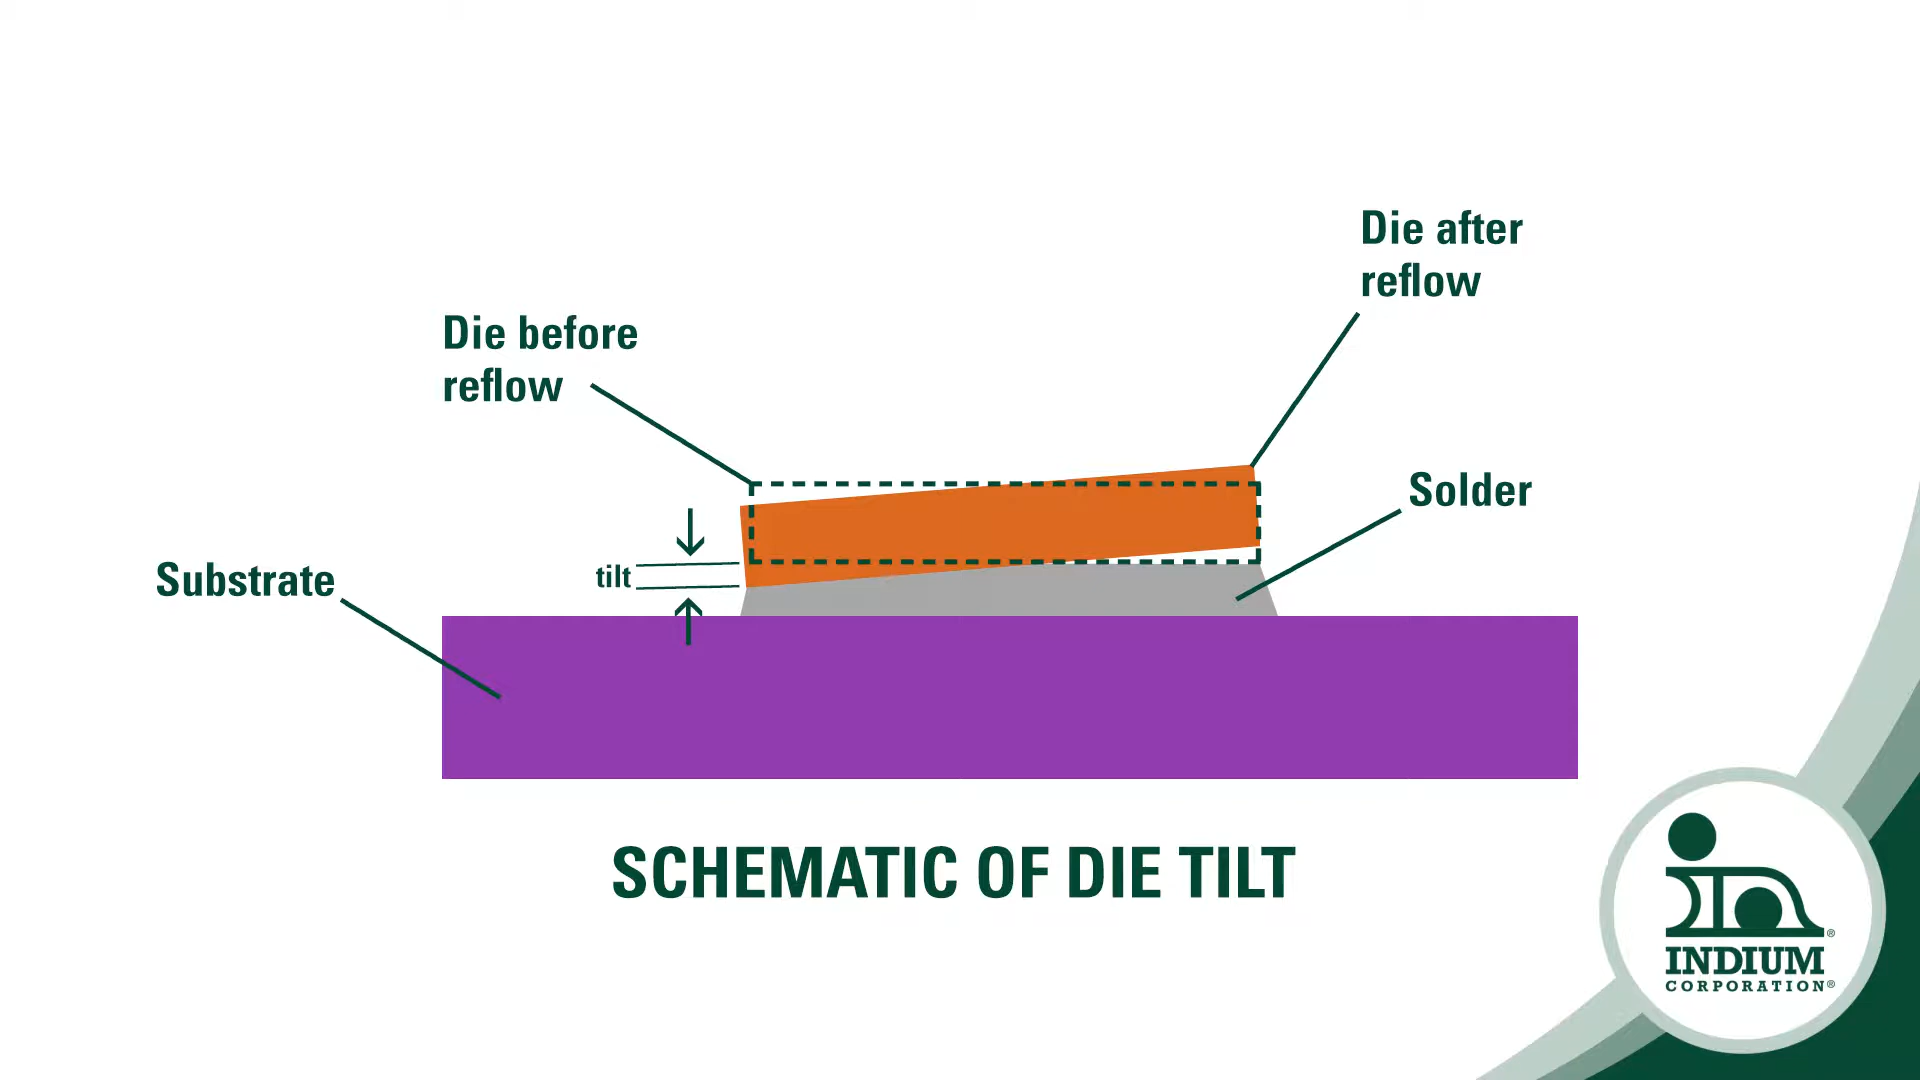 Die after
reflow
Die before
reflow
Solder
Substrate
tilt
SCHEMATIC OF DIE TILT
INDIUM
CORPORATION®